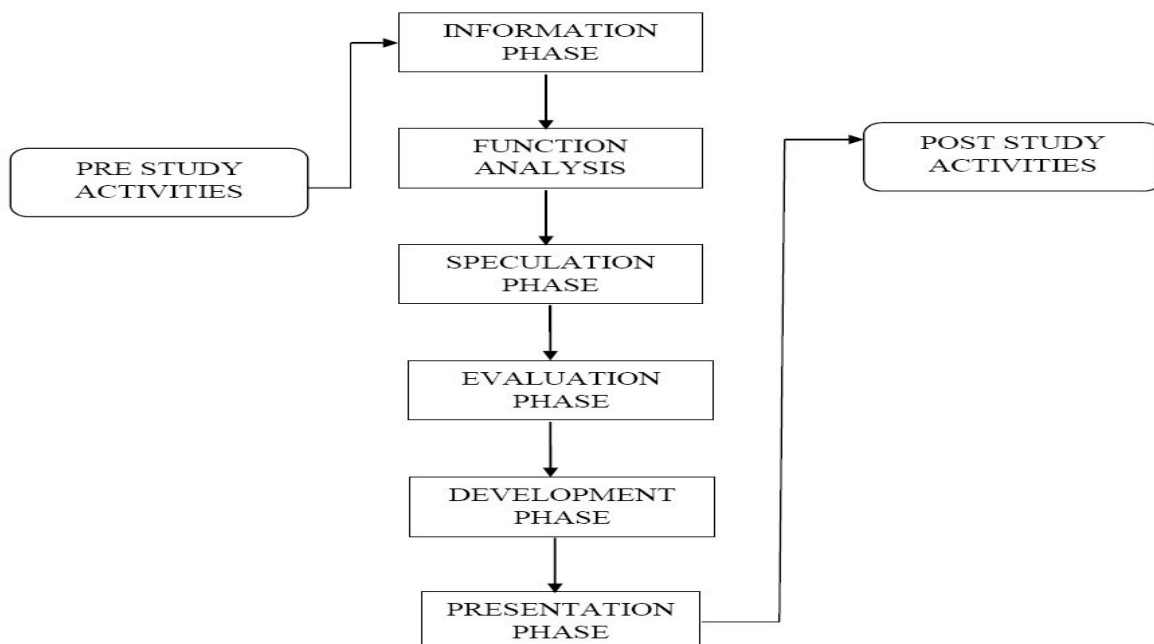 INFORMATION
PHASE
FUNCTION
ANALYSIS
PRE STUDY
ACTIVITIES
POST STUDY
ACTIVITIES
SPECULATION
PHASE
EVALUATION
PHASE
DEVELOPMENT
PHASE
PRESENTATION
PHASE